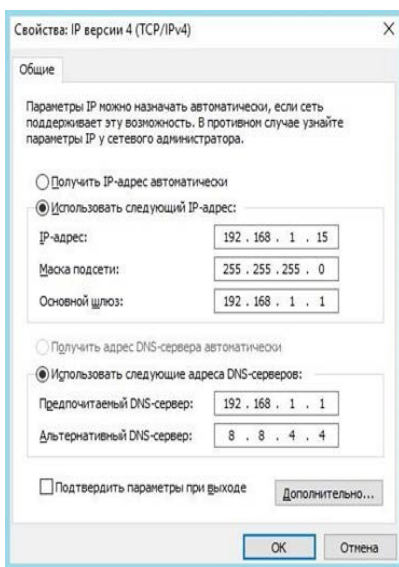 Свойства: IP версии 4 (TCP/IPv4)
Общие
Параметры IP можно назначать автоматически, если сеть
поддерживает эту возможность. В противном случае узнайте
параметры IP у сетевого администратора.
Получить IP-адрес автоматически
Использовать следующий IP-адрес:
IP-адрес: 192 . 168 . 1 . 15
Маска подсети: 255 . 255 . 255 . 0
Основной шлюз: 192 . 168 . 1 . 1
Получить адрес DNS-сервера автоматически
Использовать следующие адреса DNS-серверов:
Предпочитаемый DNS-сервер: 192 . 168 . 1 . 1
Альтернативный DNS-сервер: 8 . 8 . 4 . 4
Подтвердить параметры при выходе
Дополнительно...
ОК
Отмена